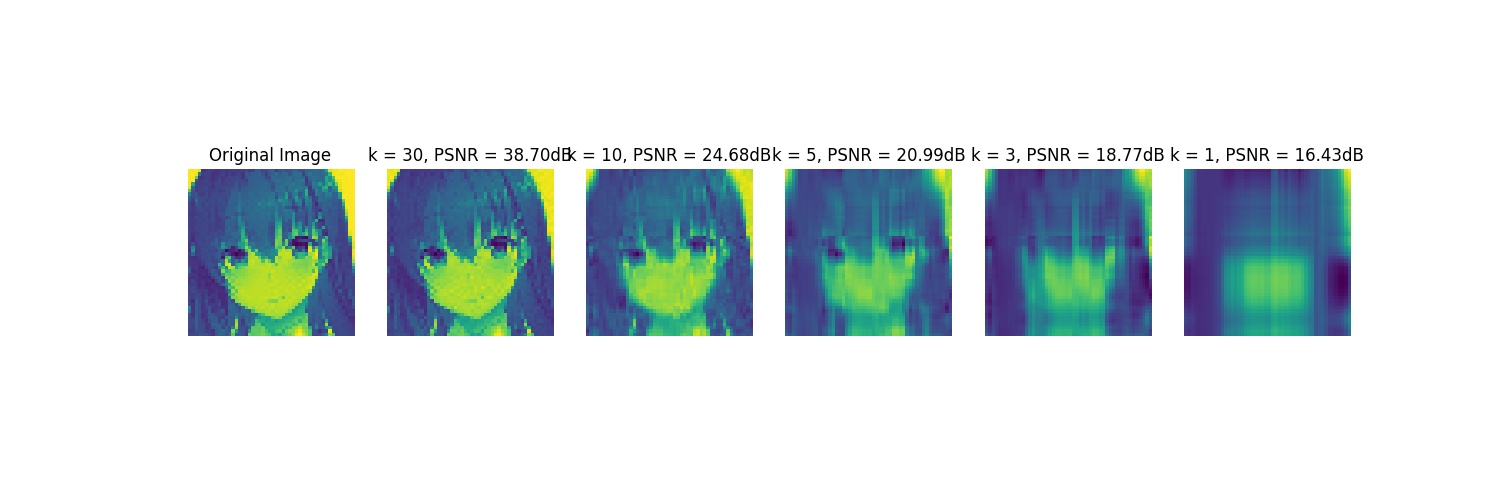 Original Image
k = 30, PSNR = 38.70dB
k = 10, PSNR = 24.68dB
k = 5, PSNR = 20.99dB
k = 3, PSNR = 18.77dB
k = 1, PSNR = 16.43dB